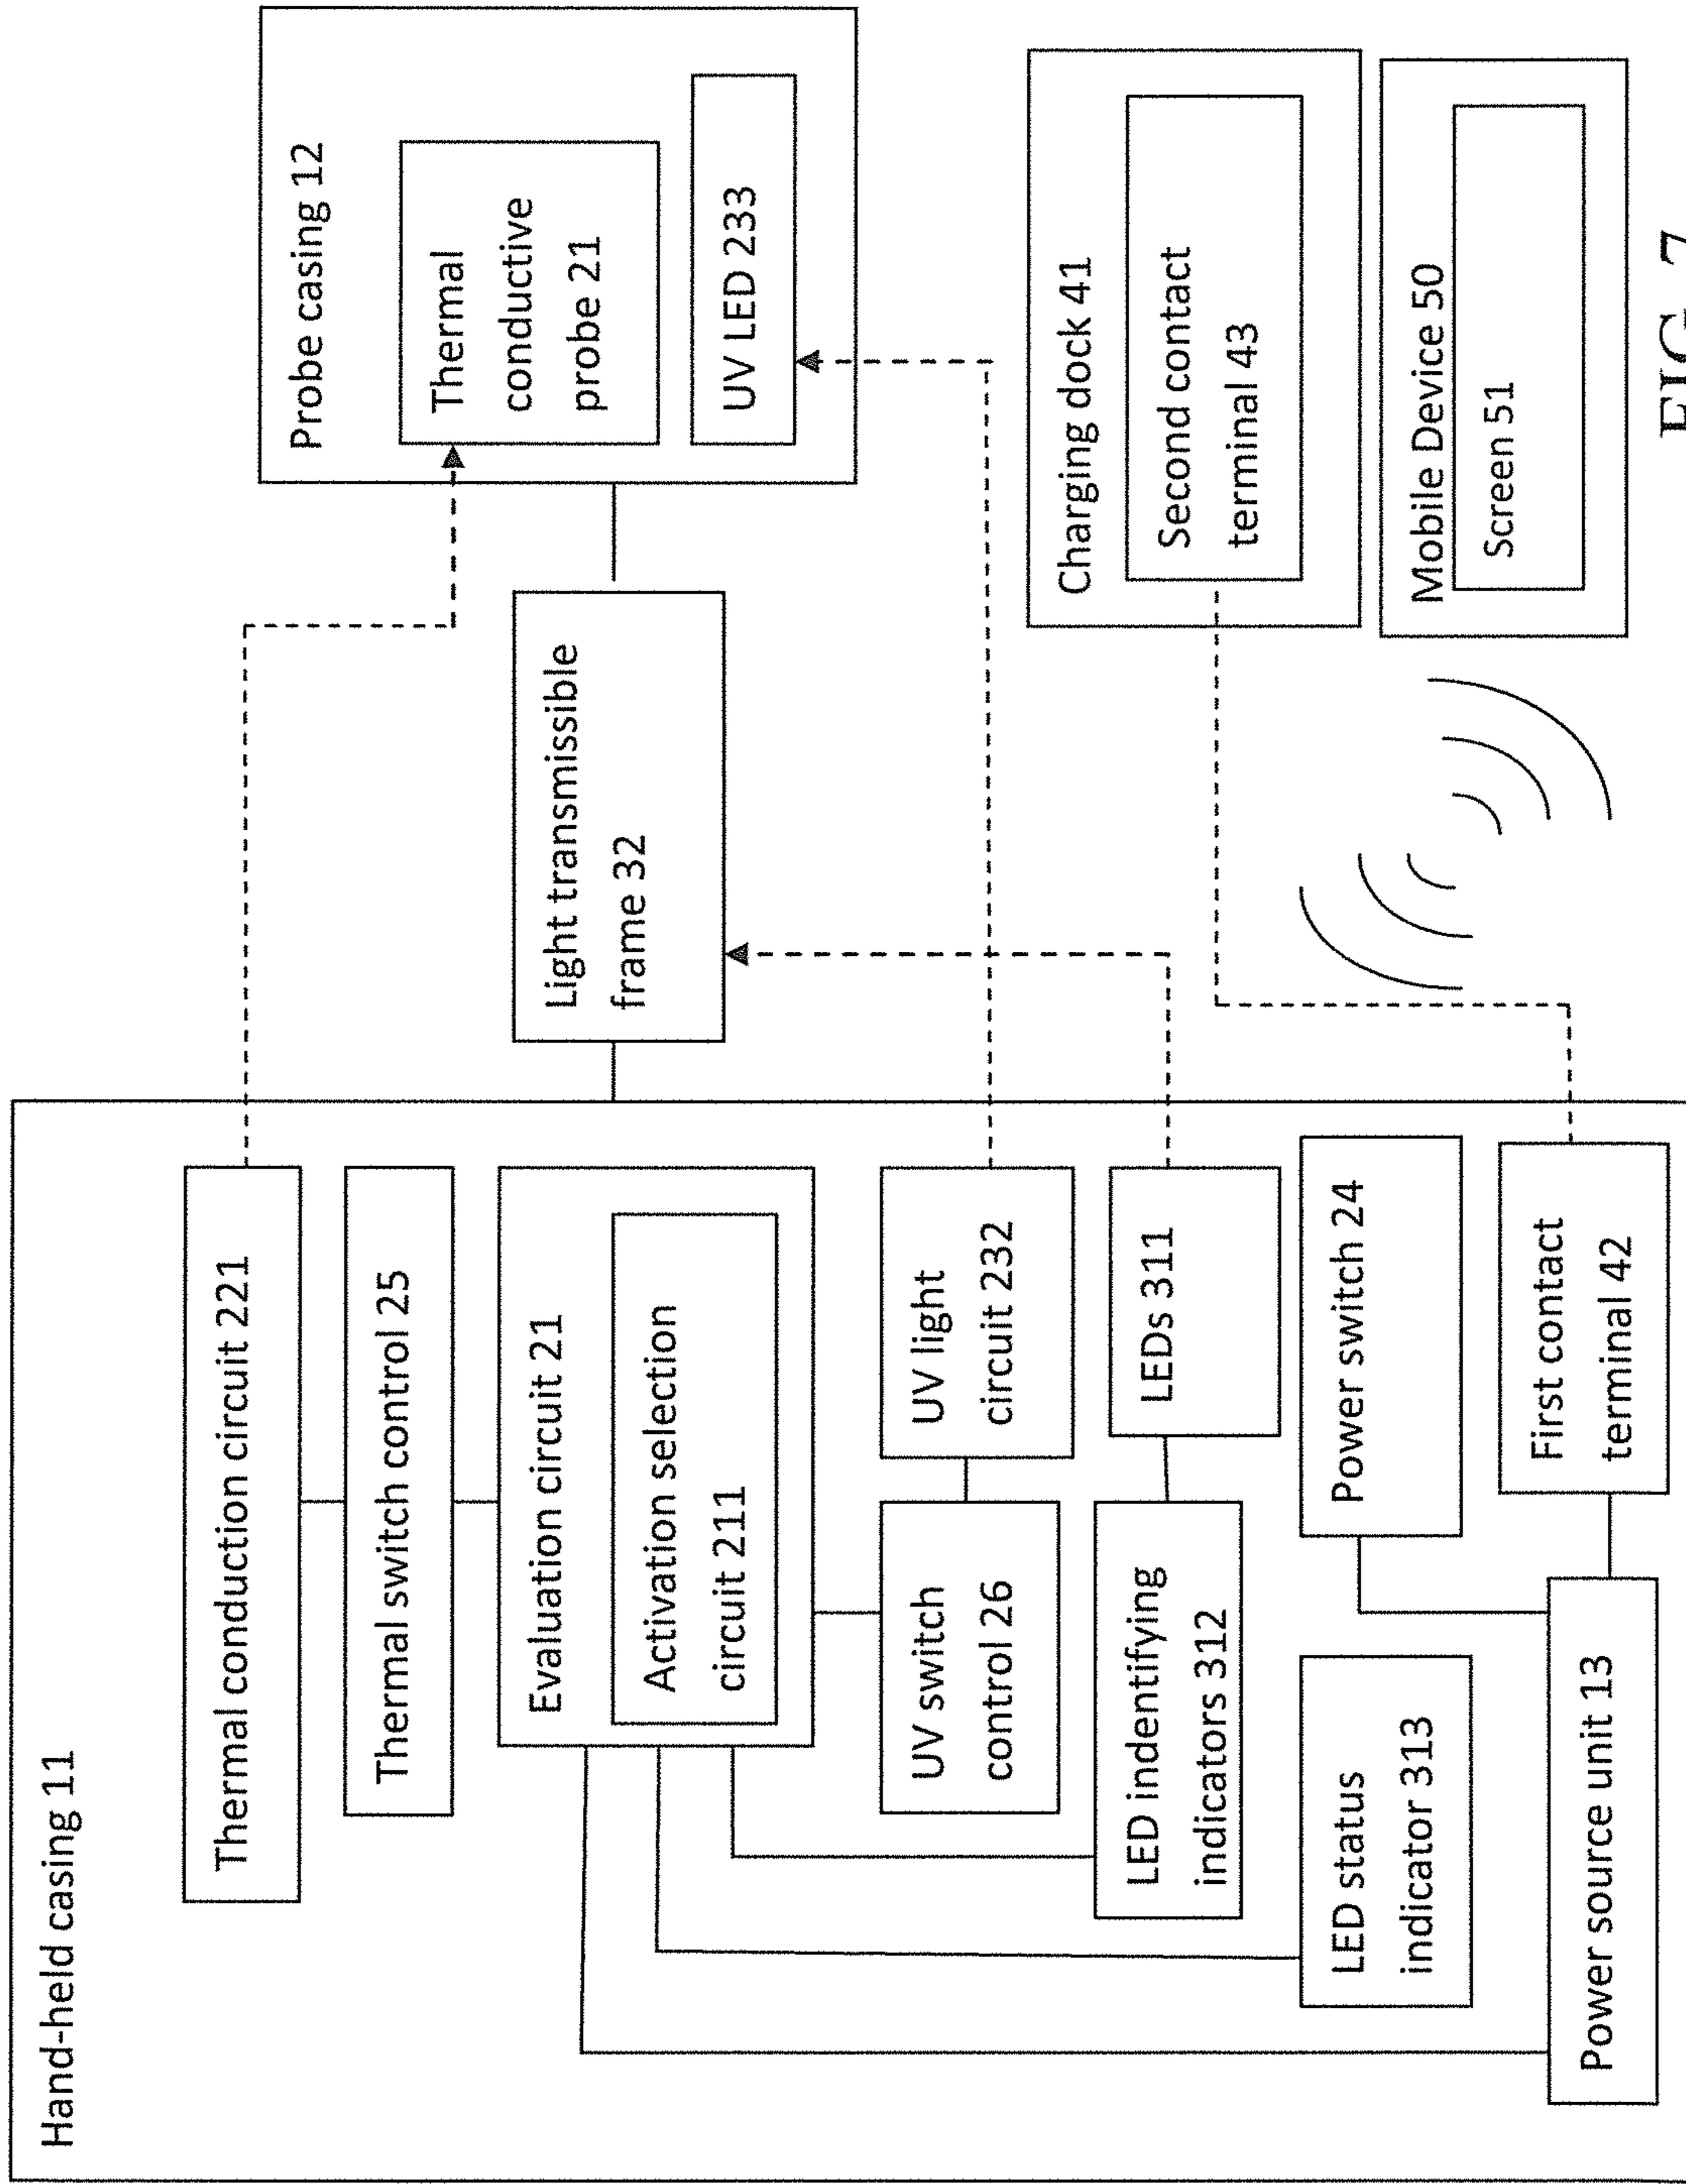 Hand-held casing 11
Thermal conduction circuit 221
Thermal switch control 25
Evaluation circuit 21
Activation selection
circuit 211
UV switch
control 26
UV light
circuit 232
LED indentifying
indicators 312
LEDs 311
LED status
indicator 313
Power switch 24
Power source unit 13
First contact
terminal 42
Light transmissible
frame 32
Probe casing 12
Thermal
conductive
probe 21
UV LED 233
Charging dock 41
Second contact
terminal 43
Mobile Device 50
Screen 51
FIG. 7